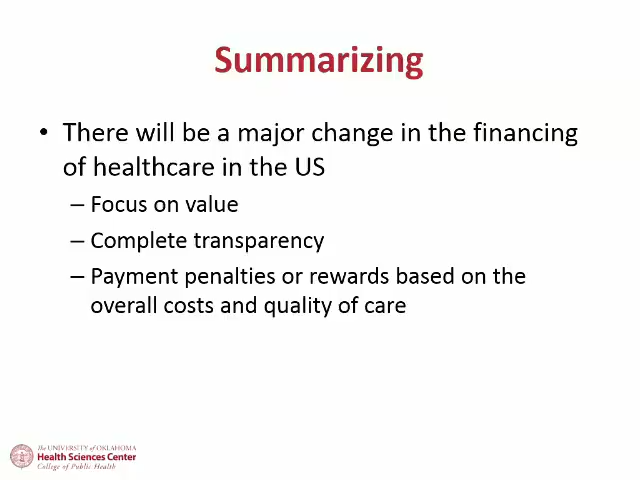 Summarizing
• There will be a major change in the financing
of healthcare in the US
– Focus on value
– Complete transparency
– Payment penalties or rewards based on the
overall costs and quality of care
The UNIVERSITY of OKLAHOMA
Health Sciences Center
College of Public Health